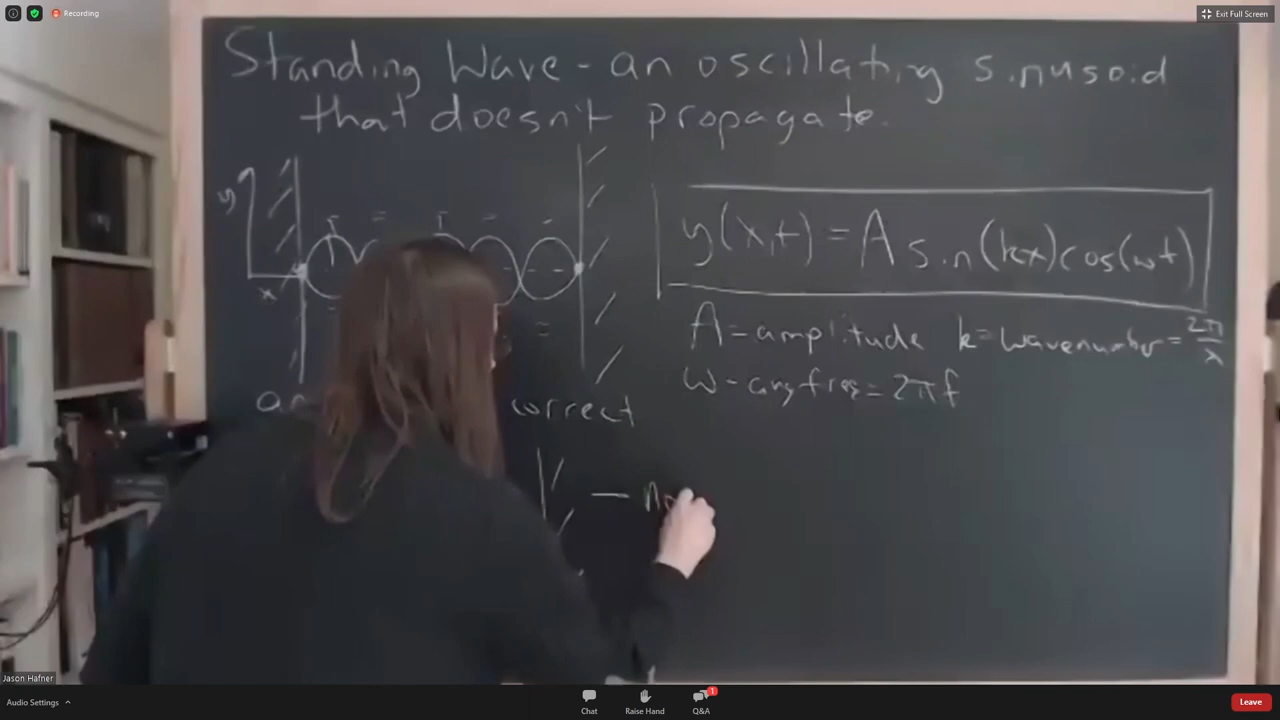 Recording
Exit Full Screen
Standing Wave - an oscillating sinusoid
that doesn't propagate.
y
x
y(x,t) = A sin(kx)cos(ωt)
A = amplitude k = wavenumber = 2π/λ
ω - ang freq = 2πf
correct
Jason Hafner
Audio Settings
Chat
Raise Hand
1
Q&A
Leave